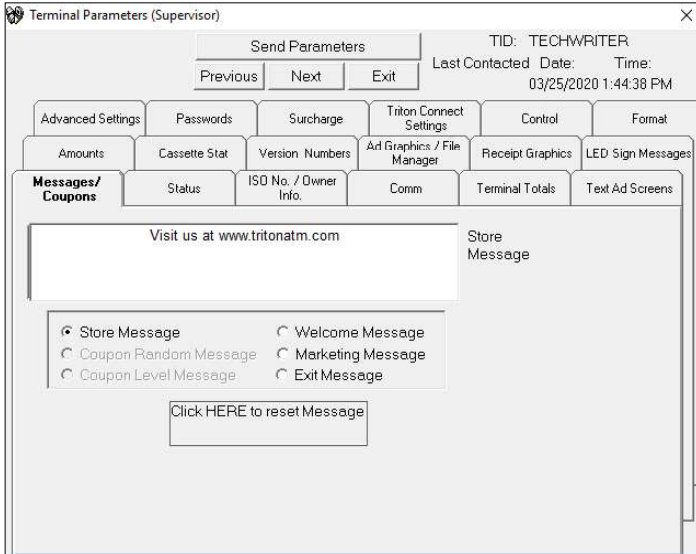 Terminal Parameters (Supervisor)
Send Parameters
TID: TECHWRITER
Previous Next Exit
Last Contacted Date: Time:
03/25/2020 1:44:38 PM
Advanced Settings Passwords Surcharge Triton Connect Settings Control Format
Amounts Cassette Stat Version Numbers Ad Graphics / File Manager Receipt Graphics LED Sign Messages
Messages/ Coupons Status ISO No. / Owner Info. Comm Terminal Totals Text Ad Screens
Visit us at www.tritonatm.com
Store
Message
Store Message Welcome Message
Coupon Random Message Marketing Message
Coupon Level Message Exit Message
Click HERE to reset Message